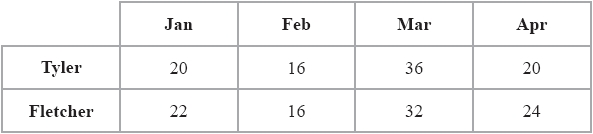 Jan Feb Mar Apr
Tyler 20 16 36 20
Fletcher 22 16 32 24